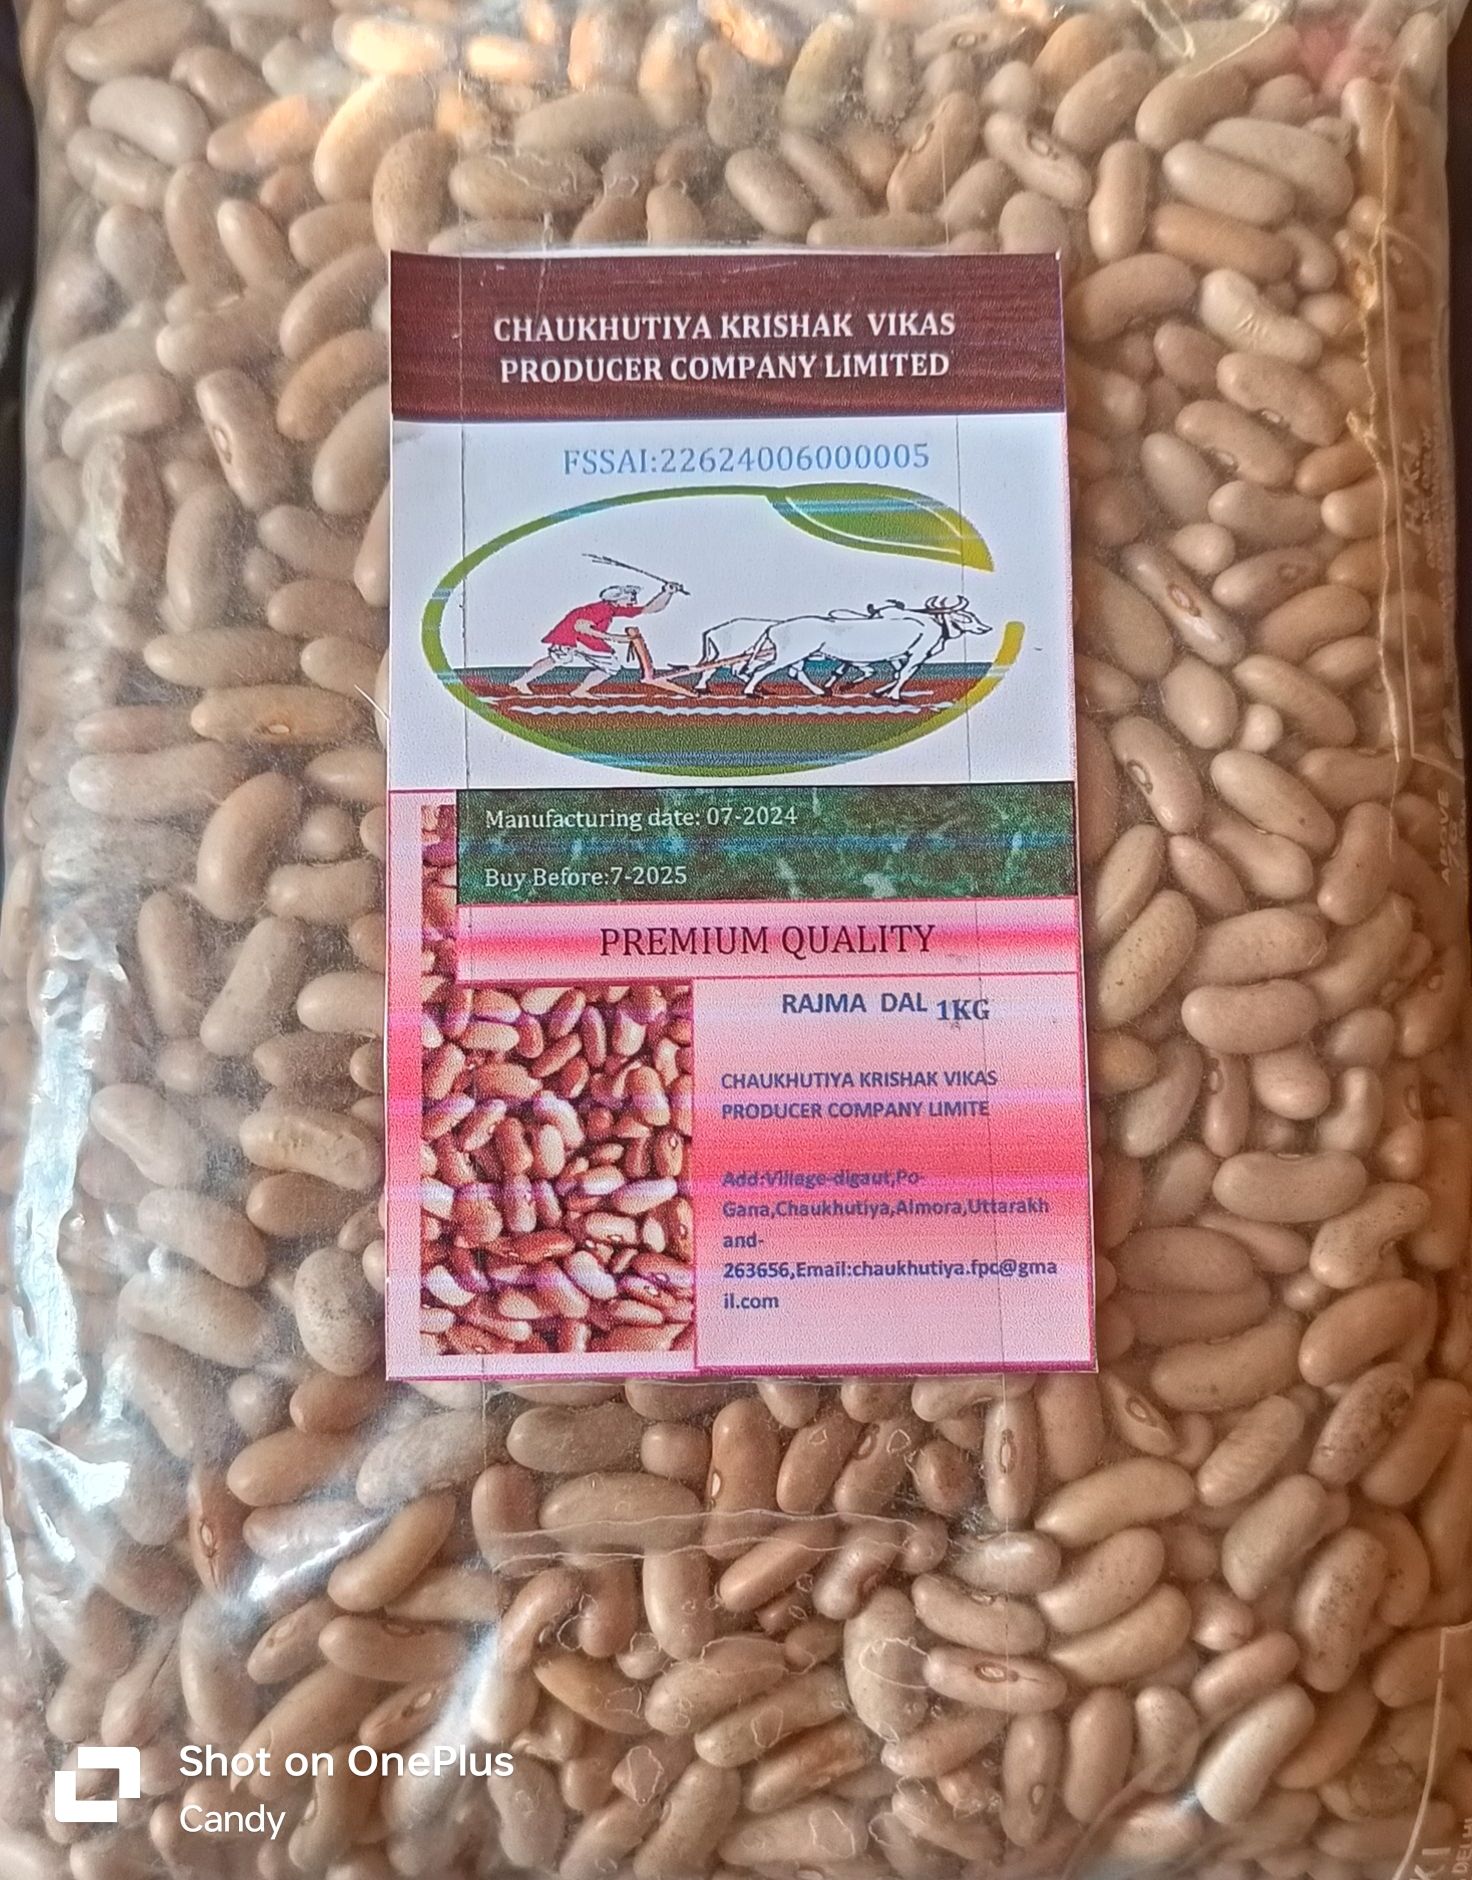 CHAUKHUTIYA KRISHAK VIKAS
PRODUCER COMPANY LIMITED
FSSAI:22624006000005
Manufacturing date: 07-2024
Buy Before:7-2025
PREMIUM QUALITY
RAJMA DAL 1KG
CHAUKHUTIYA KRISHAK VIKAS
PRODUCER COMPANY LIMITE
Add:Village-digaut,Po-
Gana,Chaukhutiya,Almora,Uttarakh
and-
263656,Email:chaukhutiya.fpc@gma
il.com
Shot on OnePlus
Candy